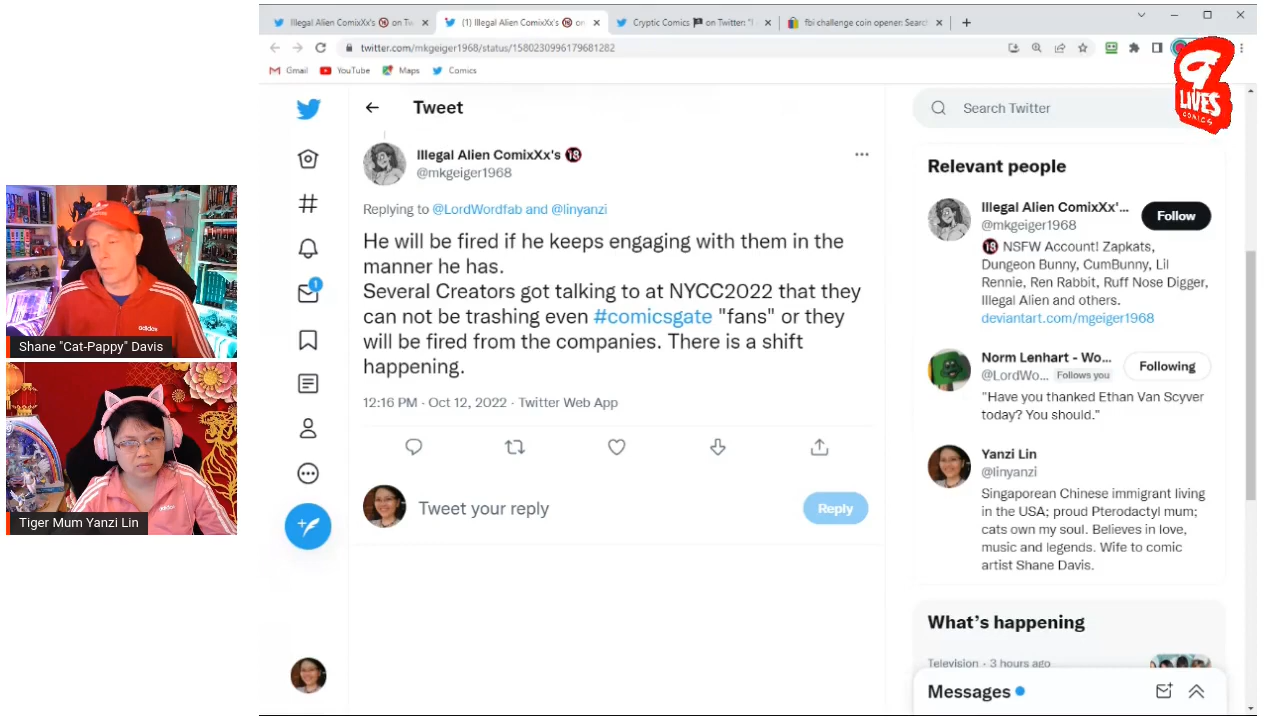 Illegal Alien ComixXx's 🔞 on Tw
(1) Illegal Alien ComixXx's 🔞 on
Cryptic Comics 🏴 on Twitter: "I
fbi challenge coin opener: Search
twitter.com/mkgeiger1968/status/1580230996179681282
Gmail
YouTube
Maps
Comics
9
LIVES
COMICS
Tweet
Search Twitter
Illegal Alien ComixXx's 🔞
@mkgeiger1968
Replying to @LordWordfab and @linyanzi
He will be fired if he keeps engaging with them in the
manner he has.
Several Creators got talking to at NYCC2022 that they
can not be trashing even #comicsgate "fans" or they
will be fired from the companies. There is a shift
happening.
12:16 PM · Oct 12, 2022 · Twitter Web App
1
Tweet your reply
Reply
Relevant people
Illegal Alien ComixXx'...
Follow
@mkgeiger1968
🔞 NSFW Account! Zapkats,
Dungeon Bunny, CumBunny, Lil
Rennie, Ren Rabbit, Ruff Nose Digger,
Illegal Alien and others.
deviantart.com/mgeiger1968
Norm Lenhart - Wo...
Following
@LordWo... Follows you
"Have you thanked Ethan Van Scyver
today? You should."
Yanzi Lin
@linyanzi
Singaporean Chinese immigrant living
in the USA; proud Pterodactyl mum;
cats own my soul. Believes in love,
music and legends. Wife to comic
artist Shane Davis.
What's happening
Television · 3 hours ago
Messages
adidas
Shane "Cat-Pappy" Davis
adidas
Tiger Mum Yanzi Lin